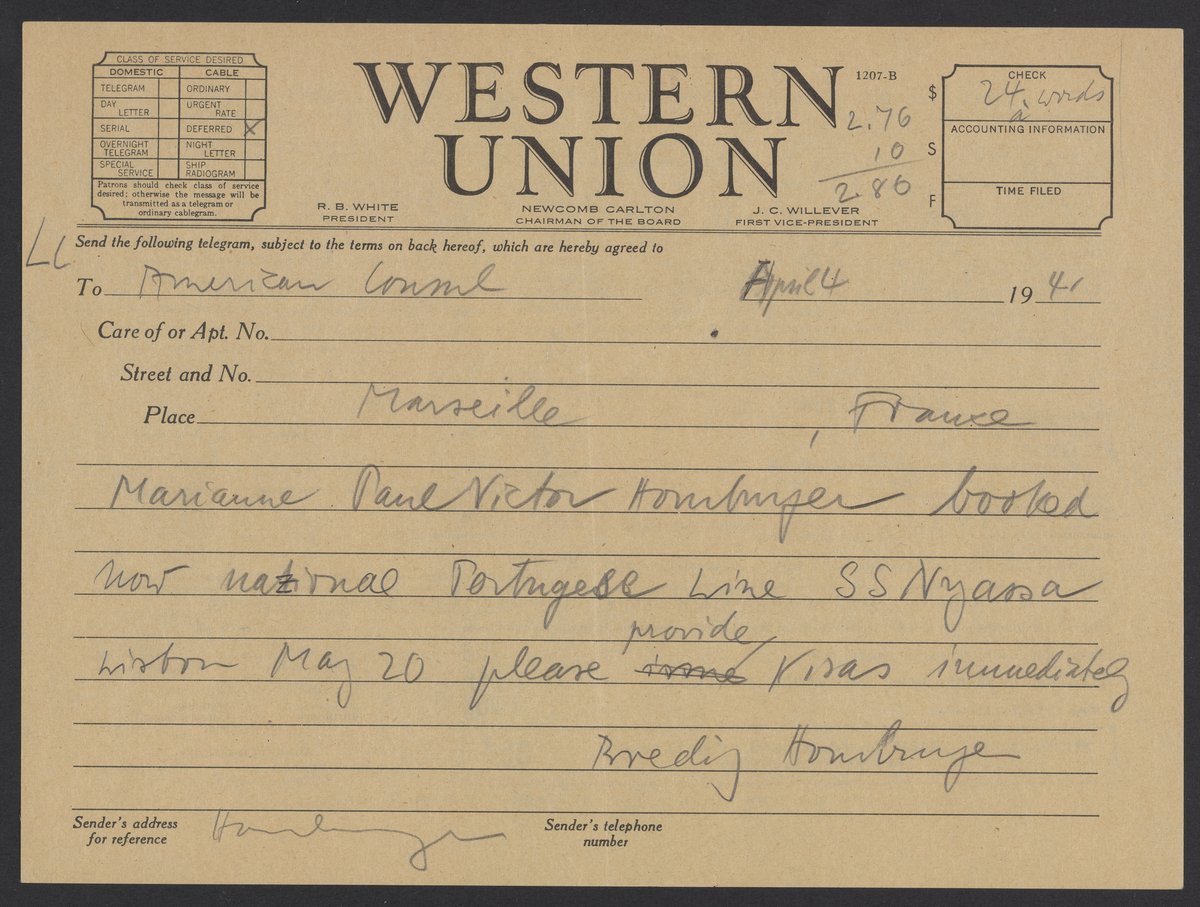 CLASS OF SERVICE DESIRED
DOMESTIC CABLE
TELEGRAM ORDINARY
DAY LETTER URGENT RATE
SERIAL DEFERRED X
OVERNIGHT TELEGRAM NIGHT LETTER
SPECIAL SERVICE SHIP RADIOGRAM
Patrons should check class of service
desired; otherwise the message will be
transmitted as a telegram or
ordinary cablegram.
WESTERN
UNION
1207-B
2.76
10
2.86
$
S
F
CHECK
24 words
ACCOUNTING INFORMATION
TIME FILED
R. B. WHITE
PRESIDENT
NEWCOMB CARLTON
CHAIRMAN OF THE BOARD
J. C. WILLEVER
FIRST VICE-PRESIDENT
Send the following telegram, subject to the terms on back hereof, which are hereby agreed to
To American Consul April 4 19 41
Care of or Apt. No.
Street and No.
Place Marseille, France
Marianne Paul Victor Homburger booked
now national Portugese Line SS Nyassa
provide
Lisbon May 20 please issue Visas immediately
Bredig Homburger
Sender's address
for reference
Homburger
Sender's telephone
number